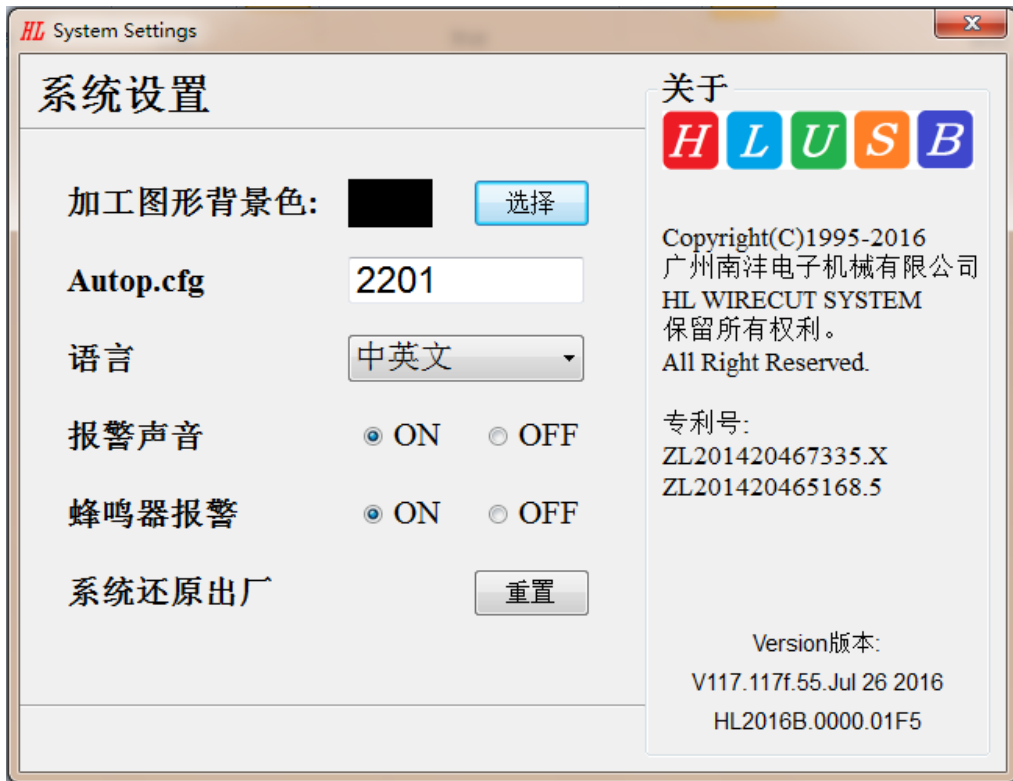 HL System Settings
系统设置
加工图形背景色:
选择
Autop.cfg
2201
语言
中英文
报警声音
ON
OFF
蜂鸣器报警
ON
OFF
系统还原出厂
重置
关于
HLUSB
Copyright(C)1995-2016
广州南沣电子机械有限公司
HL WIRECUT SYSTEM
保留所有权利。
All Right Reserved.
专利号:
ZL201420467335.X
ZL201420465168.5
Version版本:
V117.117f.55.Jul 26 2016
HL2016B.0000.01F5